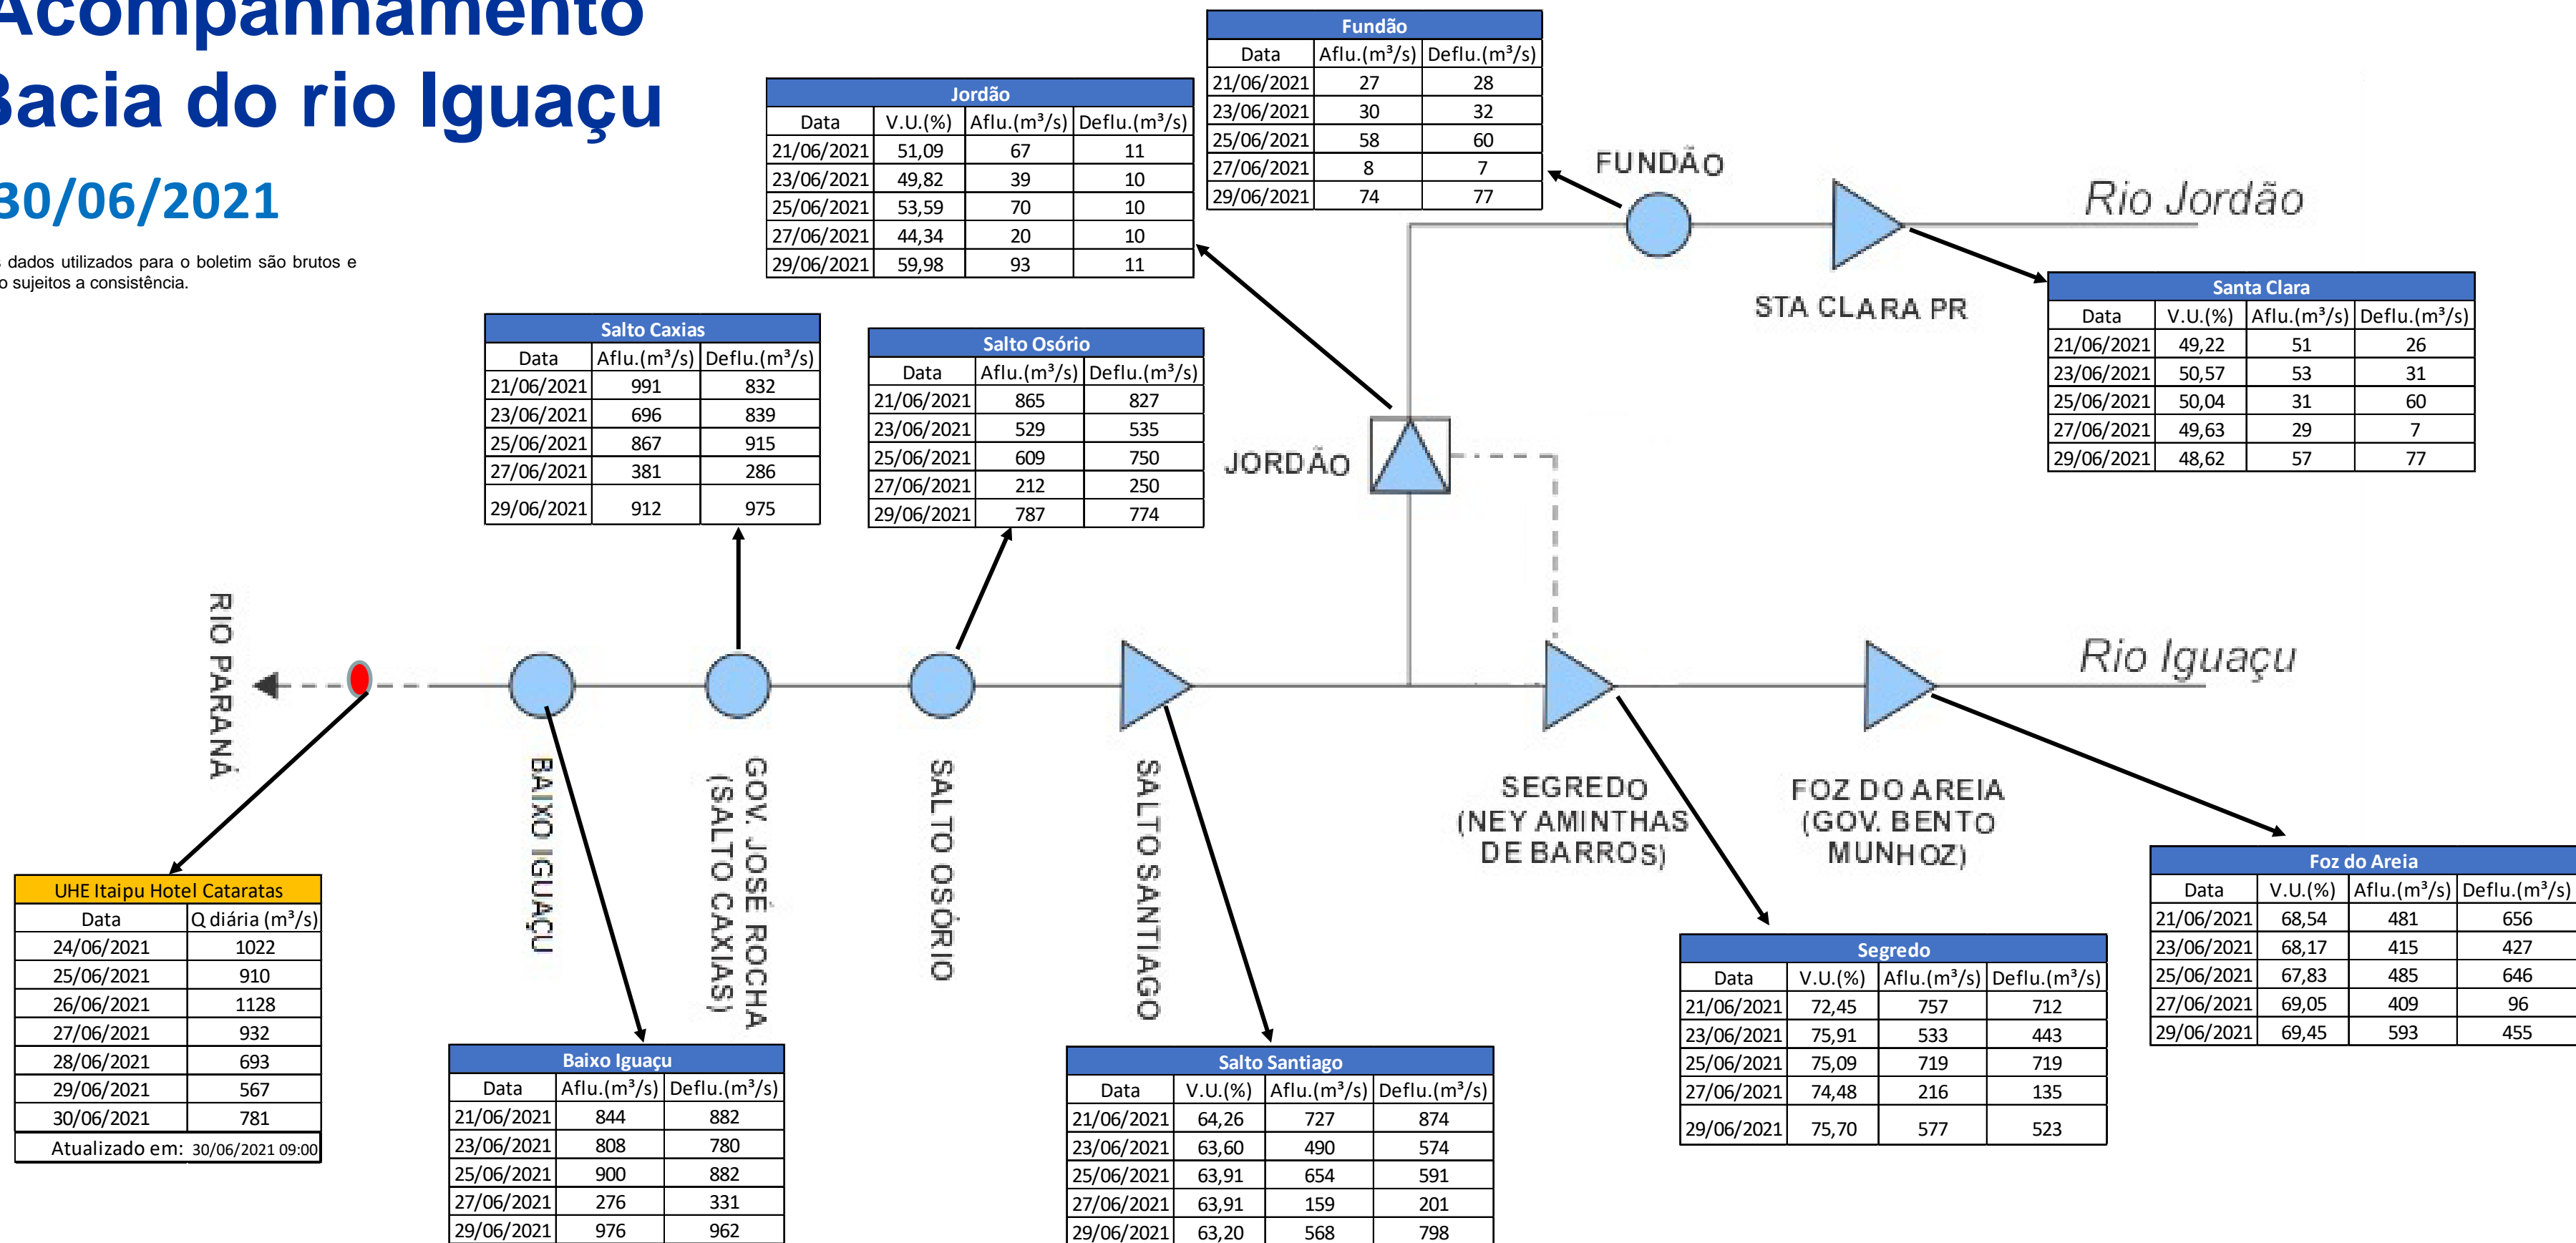 Acompanhamento
Bacia do rio Iguaçu
30/06/2021
s dados utilizados para o boletim são brutos e
o sujeitos a consistência.
Fundão
Data Aflu.(m³/s) Deflu.(m³/s)
21/06/2021 27 28
23/06/2021 30 32
25/06/2021 58 60
27/06/2021 8 7
29/06/2021 74 77
Jordão
Data V.U.(%) Aflu.(m³/s) Deflu.(m³/s)
21/06/2021 51,09 67 11
23/06/2021 49,82 39 10
25/06/2021 53,59 70 10
27/06/2021 44,34 20 10
29/06/2021 59,98 93 11
FUNDÃO
Rio Jordão
STA CLARA PR
Santa Clara
Data V.U.(%) Aflu.(m³/s) Deflu.(m³/s)
21/06/2021 49,22 51 26
23/06/2021 50,57 53 31
25/06/2021 50,04 31 60
27/06/2021 49,63 29 7
29/06/2021 48,62 57 77
Salto Caxias
Data Aflu.(m³/s) Deflu.(m³/s)
21/06/2021 991 832
23/06/2021 696 839
25/06/2021 867 915
27/06/2021 381 286
29/06/2021 912 975
Salto Osório
Data Aflu.(m³/s) Deflu.(m³/s)
21/06/2021 865 827
23/06/2021 529 535
25/06/2021 609 750
27/06/2021 212 250
29/06/2021 787 774
JORDÃO
RIO PARANÁ
Rio Iguaçu
BAIXO IGUAÇU
GOV. JOSÉ ROCHA
(SALTO CAXIAS)
SALTO OSÓRIO
SALTO SANTIAGO
SEGREDO
(NEY AMINTHAS
DE BARROS)
FOZ DO AREIA
(GOV. BENTO
MUNHOZ)
Foz do Areia
Data V.U.(%) Aflu.(m³/s) Deflu.(m³/s)
21/06/2021 68,54 481 656
23/06/2021 68,17 415 427
25/06/2021 67,83 485 646
27/06/2021 69,05 409 96
29/06/2021 69,45 593 455
UHE Itaipu Hotel Cataratas
Data Q diária (m³/s)
24/06/2021 1022
25/06/2021 910
26/06/2021 1128
27/06/2021 932
28/06/2021 693
29/06/2021 567
30/06/2021 781
Atualizado em: 30/06/2021 09:00
Segredo
Data V.U.(%) Aflu.(m³/s) Deflu.(m³/s)
21/06/2021 72,45 757 712
23/06/2021 75,91 533 443
25/06/2021 75,09 719 719
27/06/2021 74,48 216 135
29/06/2021 75,70 577 523
Baixo Iguaçu
Data Aflu.(m³/s) Deflu.(m³/s)
21/06/2021 844 882
23/06/2021 808 780
25/06/2021 900 882
27/06/2021 276 331
29/06/2021 976 962
Salto Santiago
Data V.U.(%) Aflu.(m³/s) Deflu.(m³/s)
21/06/2021 64,26 727 874
23/06/2021 63,60 490 574
25/06/2021 63,91 654 591
27/06/2021 63,91 159 201
29/06/2021 63,20 568 798